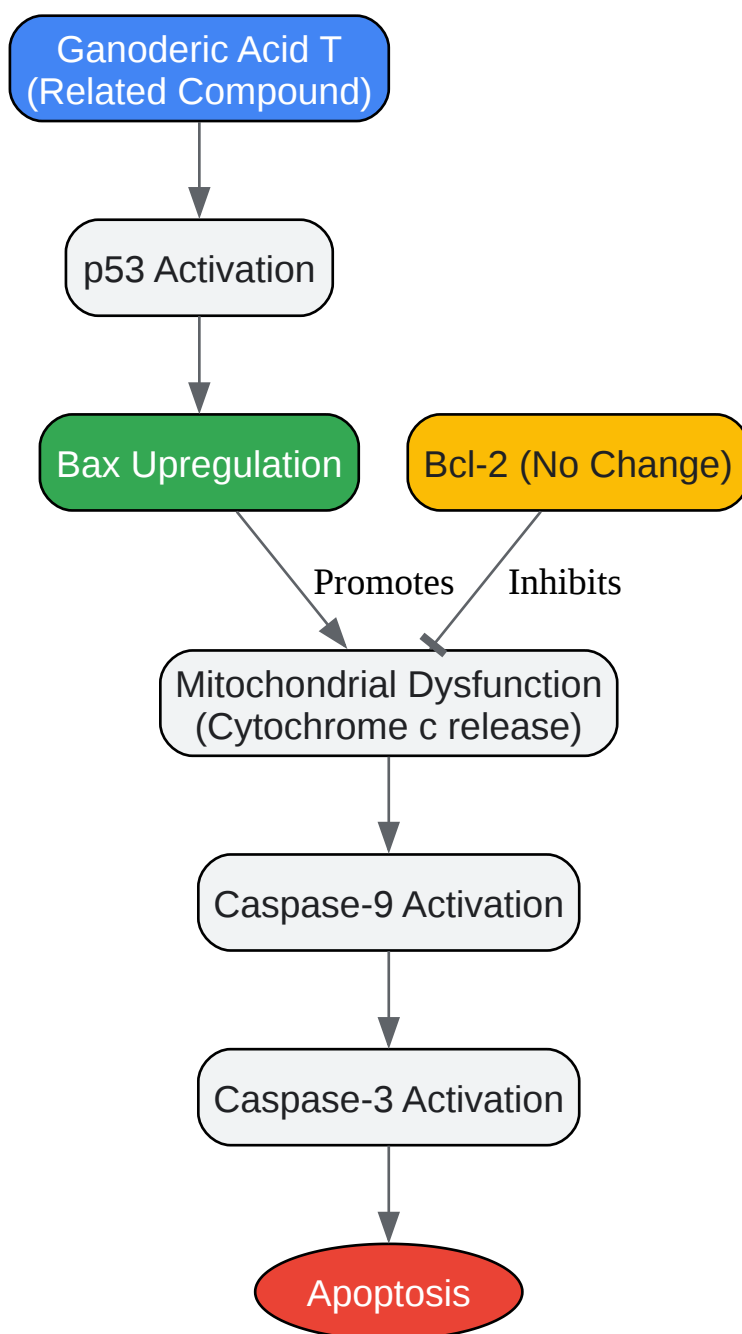 Ganoderic Acid T
(Related Compound)
p53 Activation
Bax Upregulation
Bcl-2 (No Change)
Promotes
Inhibits
Mitochondrial Dysfunction
(Cytochrome c release)
Caspase-9 Activation
Caspase-3 Activation
Apoptosis